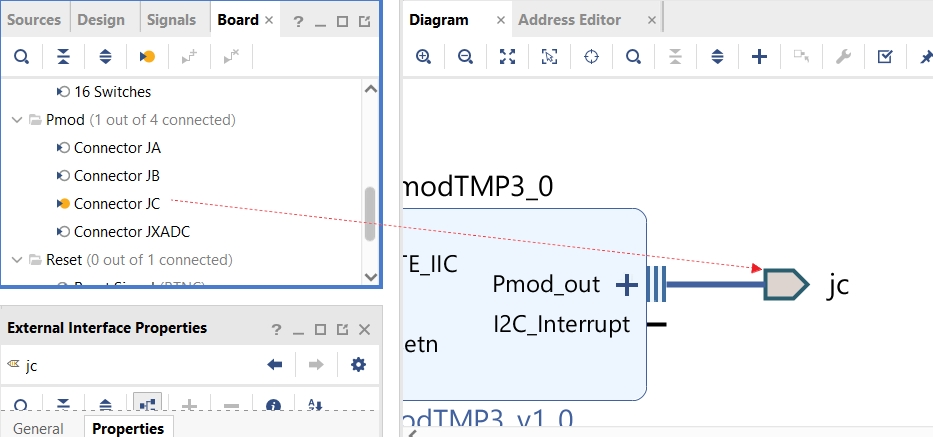 Sources Design Signals Board
16 Switches
Pmod (1 out of 4 connected)
Connector JA
Connector JB
Connector JC
Connector JXADC
Reset (0 out of 1 connected)
External Interface Properties
jc
General Properties
Diagram Address Editor
modTMP3_0
TE_IIC
Pmod_out
I2C_Interrupt
etn
jc
odTMP3_v1_0